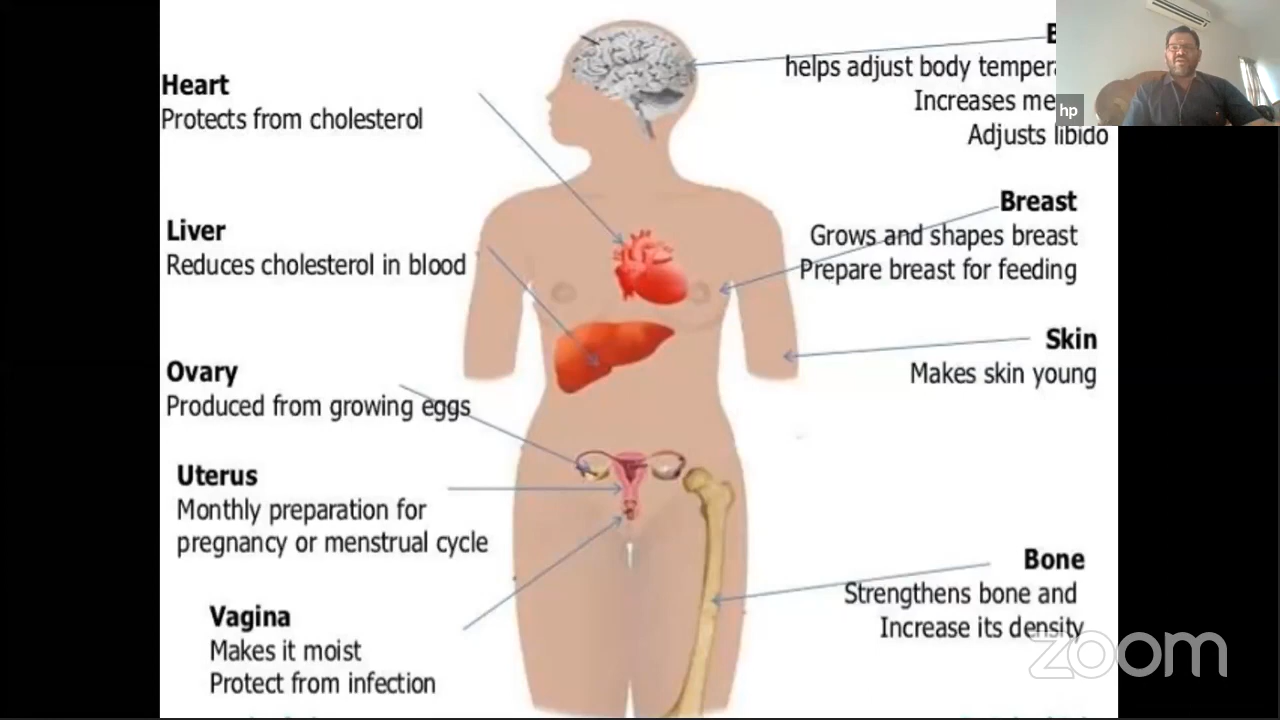 Heart
Protects from cholesterol
Liver
Reduces cholesterol in blood
Ovary
Produced from growing eggs
Uterus
Monthly preparation for
pregnancy or menstrual cycle
Vagina
Makes it moist
Protect from infection
helps adjust body
Increases
Adjusts libido
Breast
Grows and shapes breast
Prepare breast for feeding
Skin
Makes skin young
Bone
Strengthens bone and
Increase its density
hp
zoom